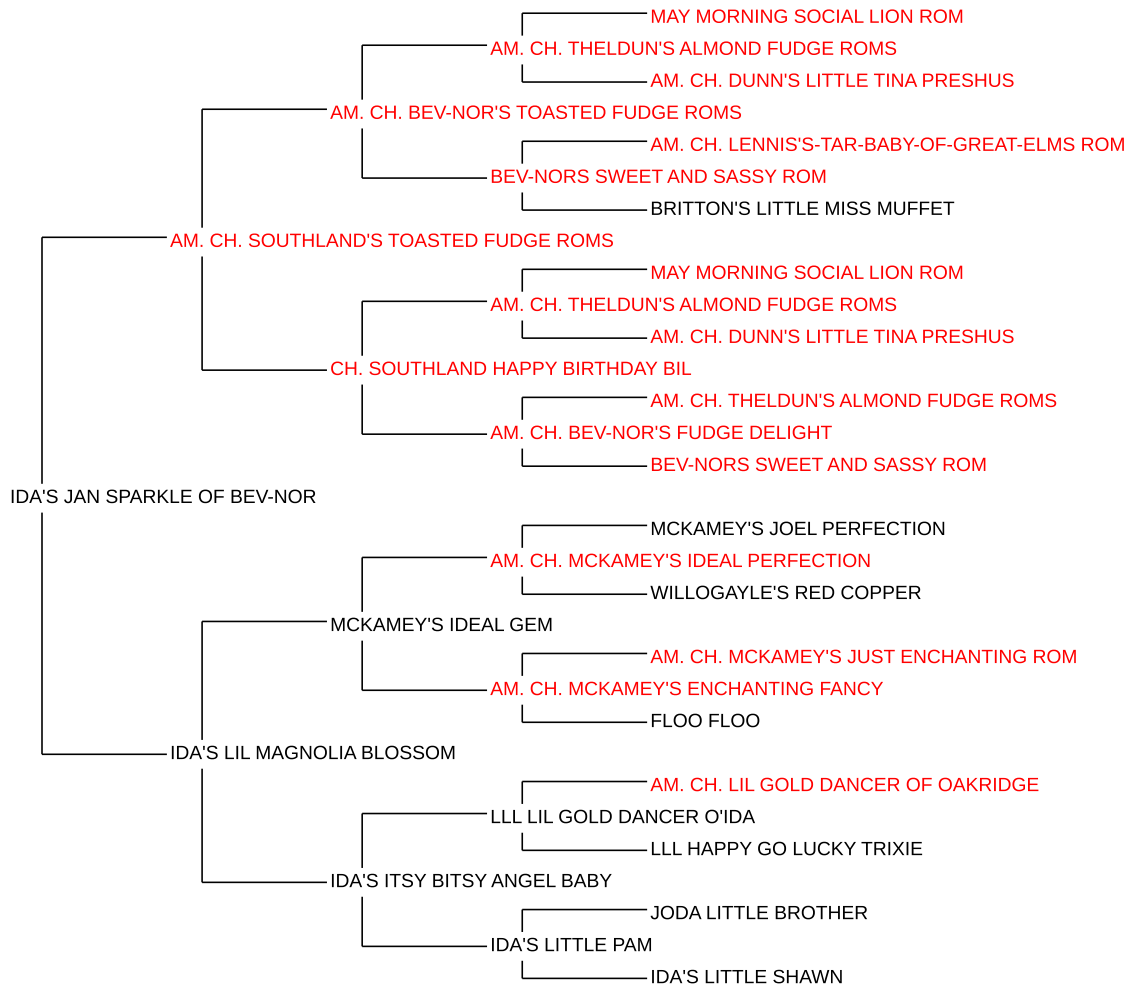 MAY MORNING SOCIAL LION ROM
AM. CH. THELDUN'S ALMOND FUDGE ROMS
AM. CH. DUNN'S LITTLE TINA PRESHUS
AM. CH. BEV-NOR'S TOASTED FUDGE ROMS
AM. CH. LENNIS'S-TAR-BABY-OF-GREAT-ELMS ROM
BEV-NORS SWEET AND SASSY ROM
BRITTON'S LITTLE MISS MUFFET
AM. CH. SOUTHLAND'S TOASTED FUDGE ROMS
MAY MORNING SOCIAL LION ROM
AM. CH. THELDUN'S ALMOND FUDGE ROMS
AM. CH. DUNN'S LITTLE TINA PRESHUS
CH. SOUTHLAND HAPPY BIRTHDAY BIL
AM. CH. THELDUN'S ALMOND FUDGE ROMS
AM. CH. BEV-NOR'S FUDGE DELIGHT
BEV-NORS SWEET AND SASSY ROM
IDA'S JAN SPARKLE OF BEV-NOR
MCKAMEY'S JOEL PERFECTION
AM. CH. MCKAMEY'S IDEAL PERFECTION
WILLOGAYLE'S RED COPPER
MCKAMEY'S IDEAL GEM
AM. CH. MCKAMEY'S JUST ENCHANTING ROM
AM. CH. MCKAMEY'S ENCHANTING FANCY
FLOO FLOO
IDA'S LIL MAGNOLIA BLOSSOM
AM. CH. LIL GOLD DANCER OF OAKRIDGE
LLL LIL GOLD DANCER O'IDA
LLL HAPPY GO LUCKY TRIXIE
IDA'S ITSY BITSY ANGEL BABY
JODA LITTLE BROTHER
IDA'S LITTLE PAM
IDA'S LITTLE SHAWN